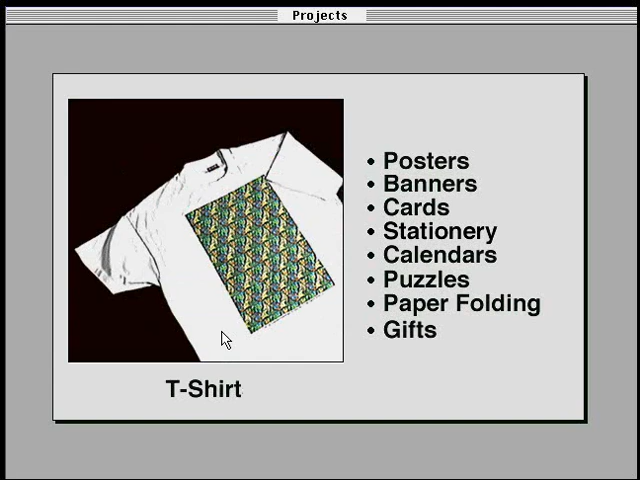 Projects
• Posters
• Banners
• Cards
• Stationery
• Calendars
• Puzzles
• Paper Folding
• Gifts
T-Shirt